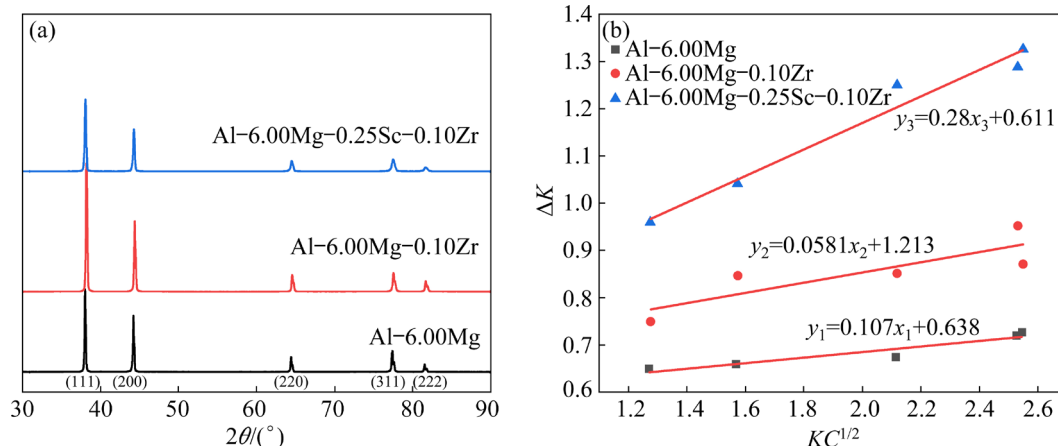 (a)
Al−6.00Mg−0.25Sc−0.10Zr
Al−6.00Mg−0.10Zr
Al−6.00Mg
(111) (200) (220) (311) (222)
30 40 50 60 70 80 90
2θ/(°)
(b)
Al−6.00Mg
Al−6.00Mg−0.10Zr
Al−6.00Mg−0.25Sc−0.10Zr
y₃=0.28x₃+0.611
y₂=0.0581x₂+1.213
y₁=0.107x₁+0.638
1.4
1.3
1.2
1.1
1.0
0.9
0.8
0.7
0.6
ΔK
1.2 1.4 1.6 1.8 2.0 2.2 2.4 2.6
KC¹ᐟ²